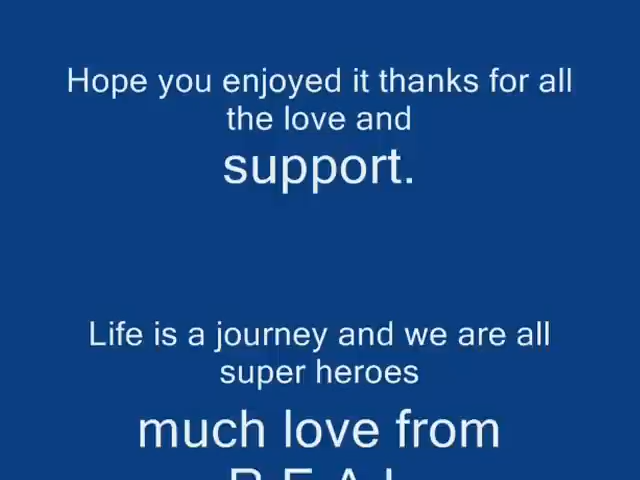 Hope you enjoyed it thanks for all
the love and
support.
Life is a journey and we are all
super heroes
much love from